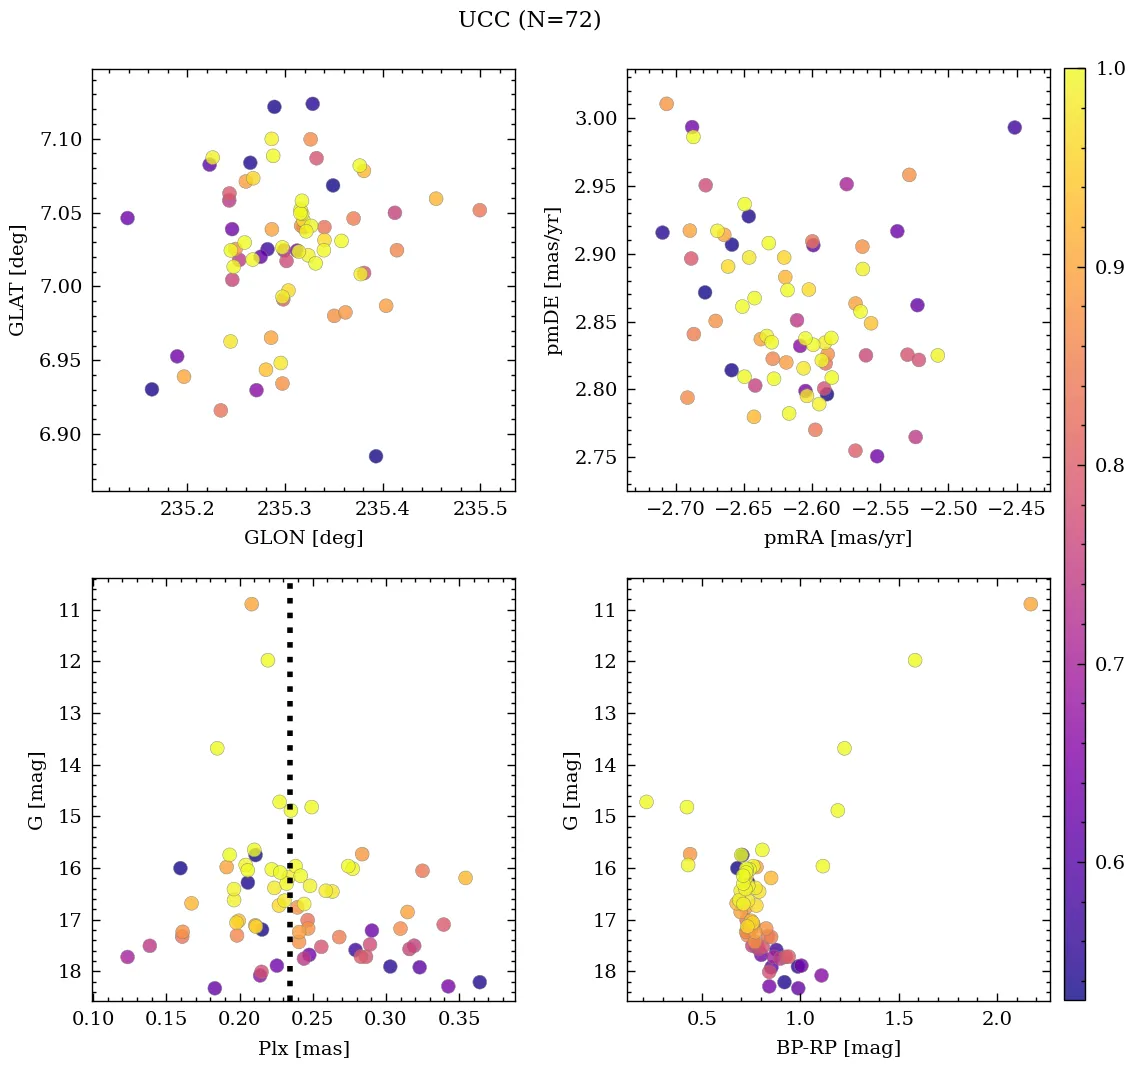 UCC (N=72)
7.10
7.05
7.00
6.95
6.90
GLAT [deg]
235.2 235.3 235.4 235.5
GLON [deg]
3.00
2.95
2.90
2.85
2.80
2.75
pmDE [mas/yr]
−2.70 −2.65 −2.60 −2.55 −2.50 −2.45
pmRA [mas/yr]
1.0
0.9
0.8
0.7
0.6
11
12
13
14
15
16
17
18
G [mag]
0.10 0.15 0.20 0.25 0.30 0.35
Plx [mas]
11
12
13
14
15
16
17
18
G [mag]
0.5 1.0 1.5 2.0
BP-RP [mag]